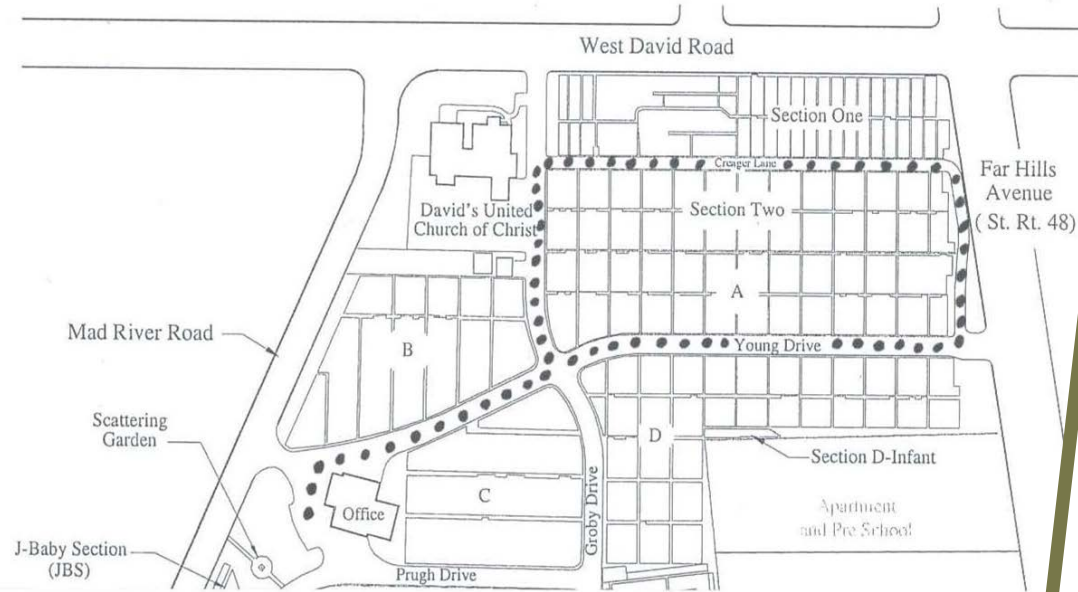 West David Road
Section One
Creager Lane
Far Hills
Avenue
( St. Rt. 48)
David's United
Church of Christ
Section Two
A
Mad River Road
B
Young Drive
Scattering
Garden
D
Section D-Infant
C
Office
Groby Drive
Apartment
and Pre School
J-Baby Section
(JBS)
Prugh Drive